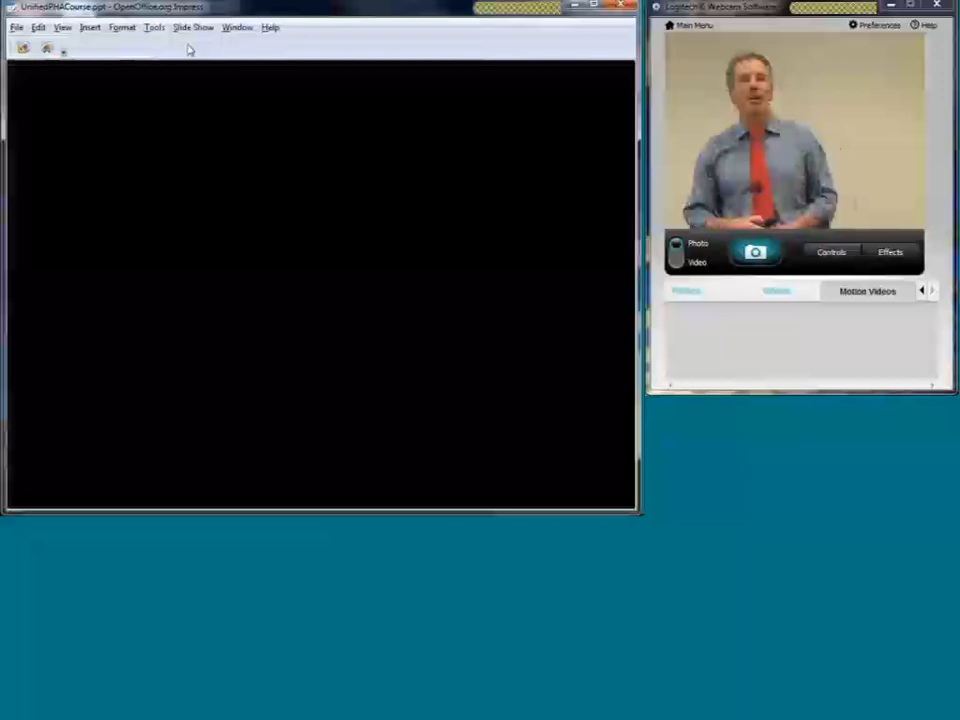 UnifiedPHACourse.ppt - OpenOffice.org Impress
File Edit View Insert Format Tools Slide Show Window Help
Logitech® Webcam Software
Main Menu Preferences Help
Photo
Video
Controls Effects
Motion Videos